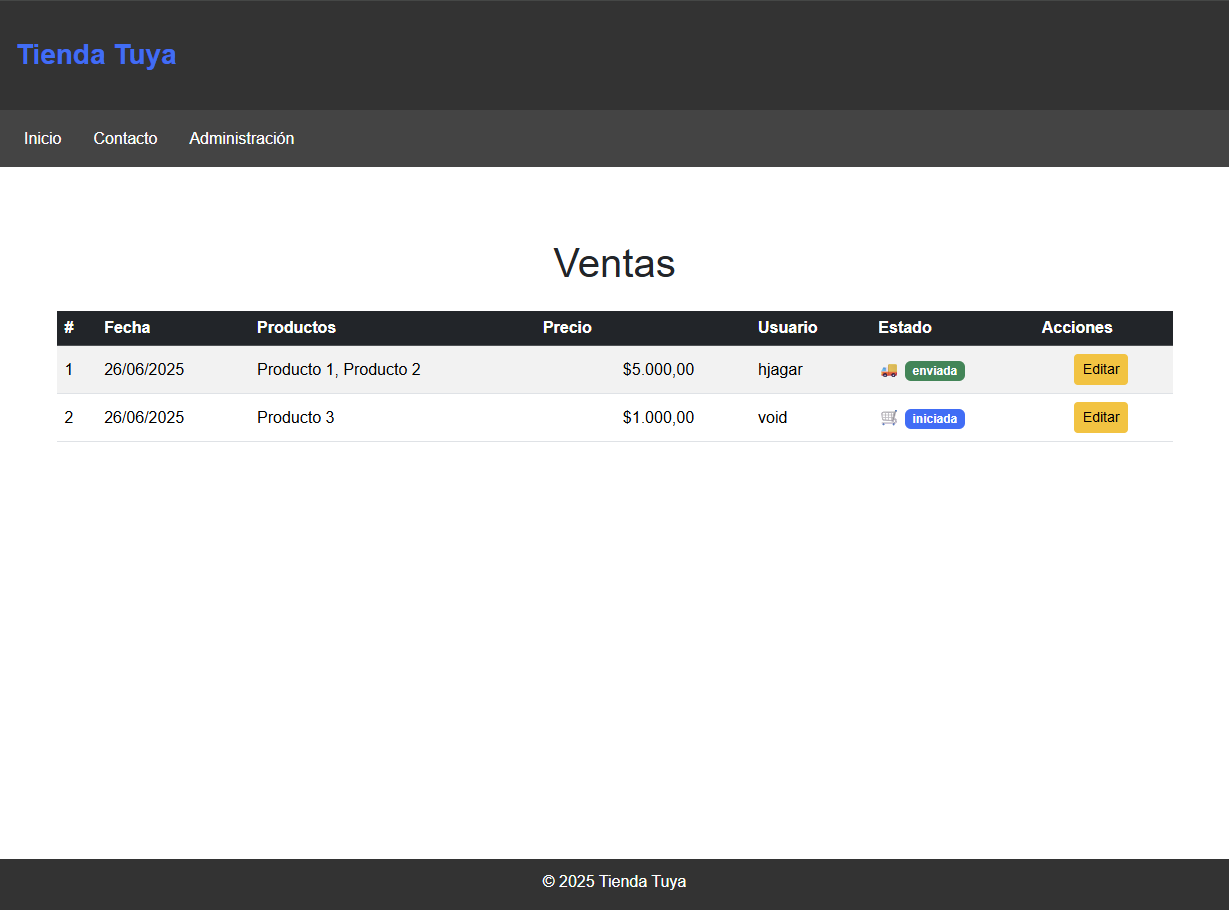 Tienda Tuya
Inicio Contacto Administración
Ventas
# Fecha Productos Precio Usuario Estado Acciones
1 26/06/2025 Producto 1, Producto 2 $5.000,00 hjagar 🚚 enviada Editar
2 26/06/2025 Producto 3 $1.000,00 void 🛒 iniciada Editar
© 2025 Tienda Tuya